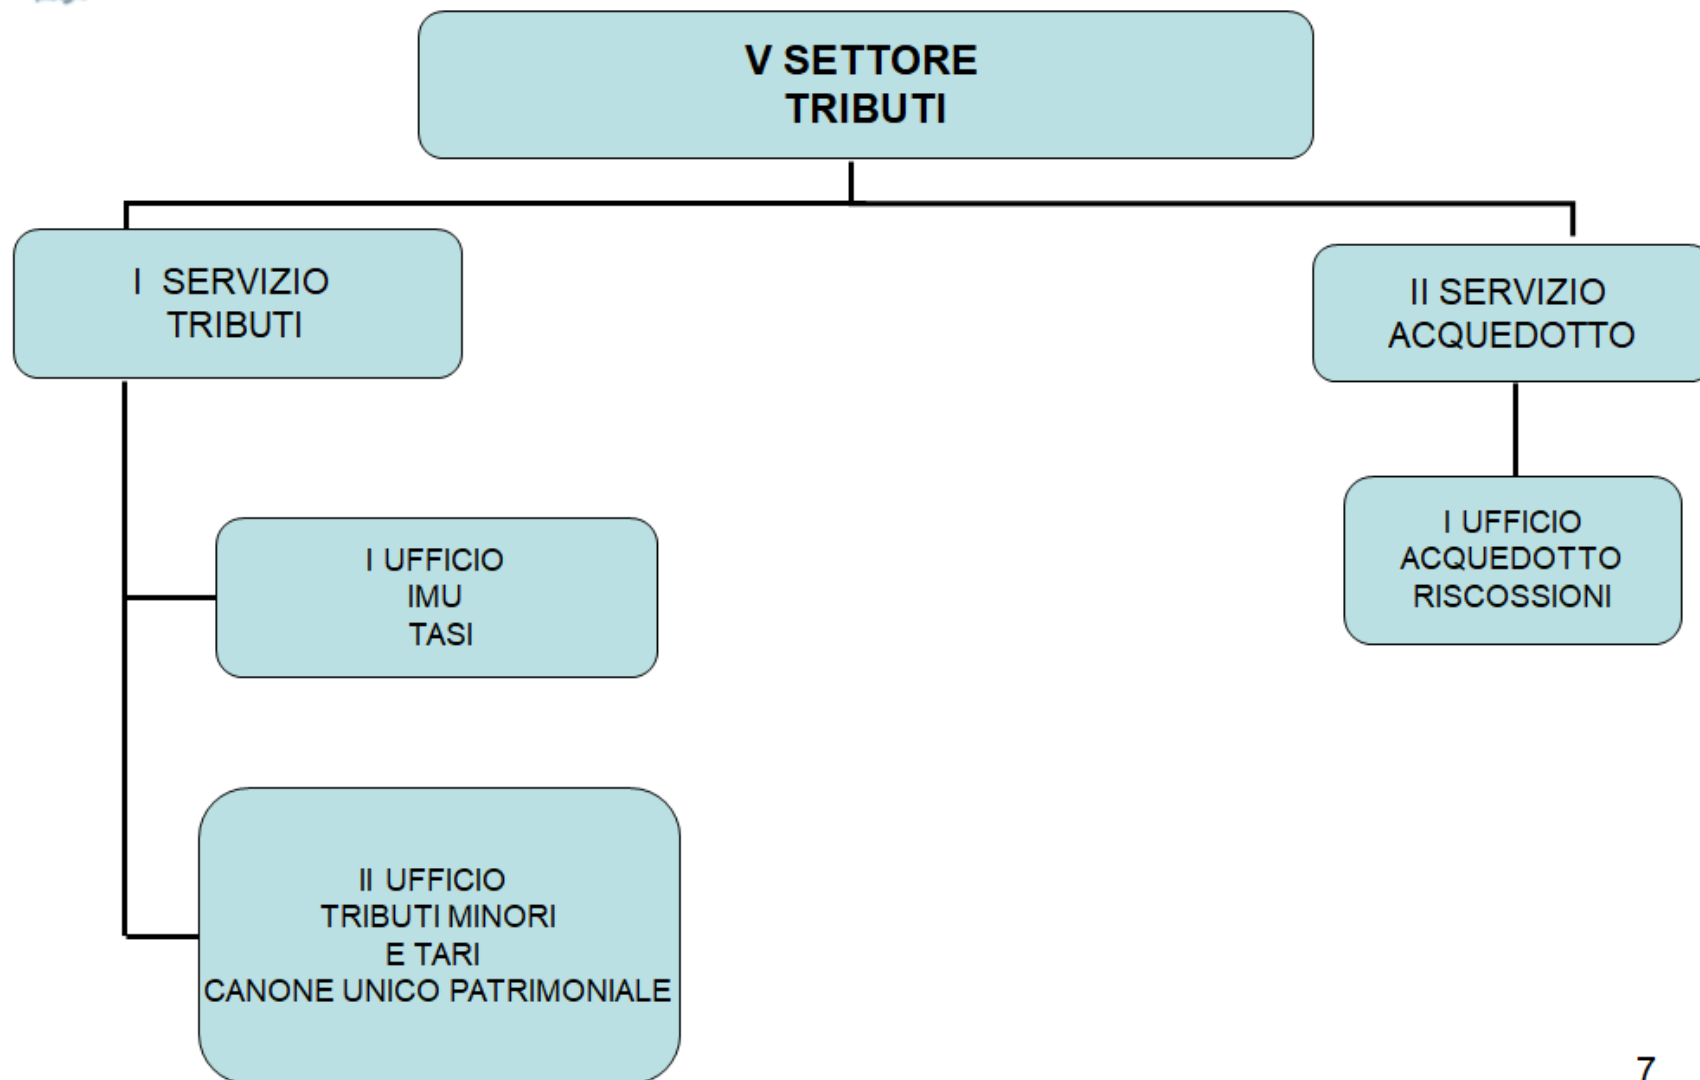 V SETTORE
TRIBUTI
I SERVIZIO
TRIBUTI
II SERVIZIO
ACQUEDOTTO
I UFFICIO
IMU
TASI
I UFFICIO
ACQUEDOTTO
RISCOSSIONI
II UFFICIO
TRIBUTI MINORI
E TARI
CANONE UNICO PATRIMONIALE
7